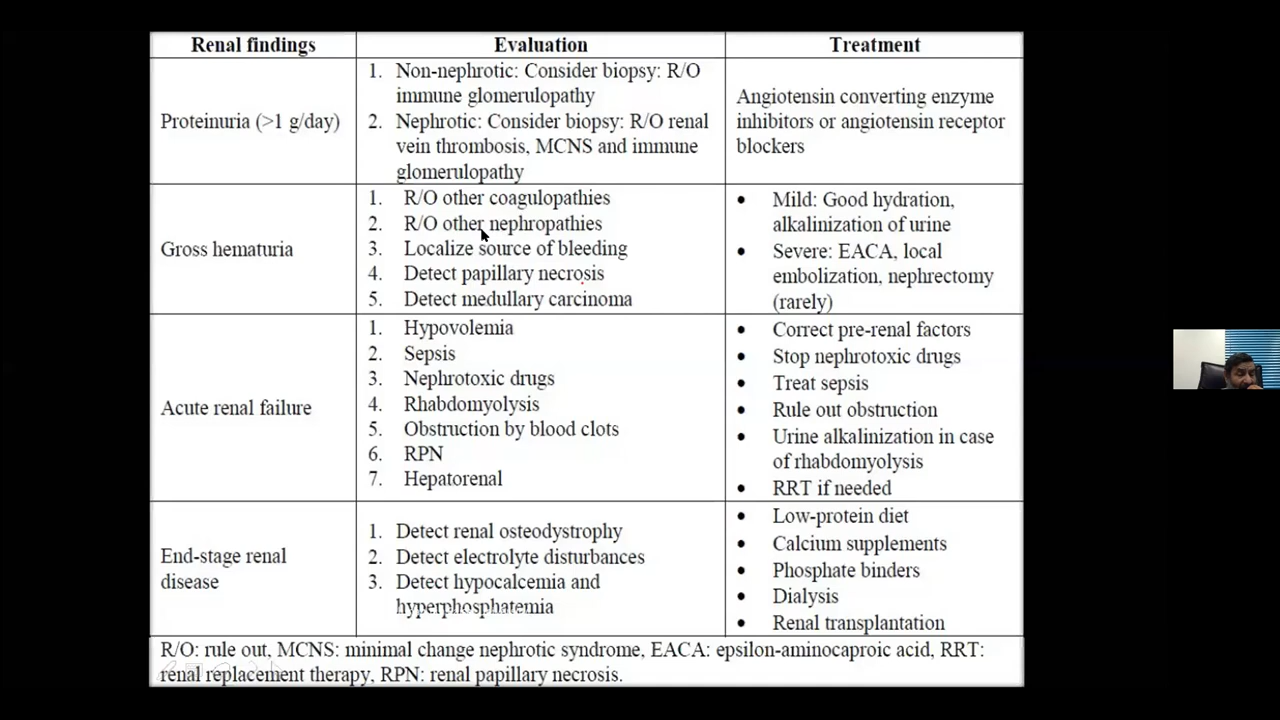 Renal findings
Evaluation
Treatment
Proteinuria (>1 g/day)
1. Non-nephrotic: Consider biopsy: R/O
immune glomerulopathy
2. Nephrotic: Consider biopsy: R/O renal
vein thrombosis, MCNS and immune
glomerulopathy
Angiotensin converting enzyme
inhibitors or angiotensin receptor
blockers
Gross hematuria
1. R/O other coagulopathies
2. R/O other nephropathies
3. Localize source of bleeding
4. Detect papillary necrosis
5. Detect medullary carcinoma
• Mild: Good hydration,
alkalinization of urine
• Severe: EACA, local
embolization, nephrectomy
(rarely)
Acute renal failure
1. Hypovolemia
2. Sepsis
3. Nephrotoxic drugs
4. Rhabdomyolysis
5. Obstruction by blood clots
6. RPN
7. Hepatorenal
• Correct pre-renal factors
• Stop nephrotoxic drugs
• Treat sepsis
• Rule out obstruction
• Urine alkalinization in case
of rhabdomyolysis
• RRT if needed
End-stage renal
disease
1. Detect renal osteodystrophy
2. Detect electrolyte disturbances
3. Detect hypocalcemia and
hyperphosphatemia
• Low-protein diet
• Calcium supplements
• Phosphate binders
• Dialysis
• Renal transplantation
R/O: rule out, MCNS: minimal change nephrotic syndrome, EACA: epsilon-aminocaproic acid, RRT:
renal replacement therapy, RPN: renal papillary necrosis.